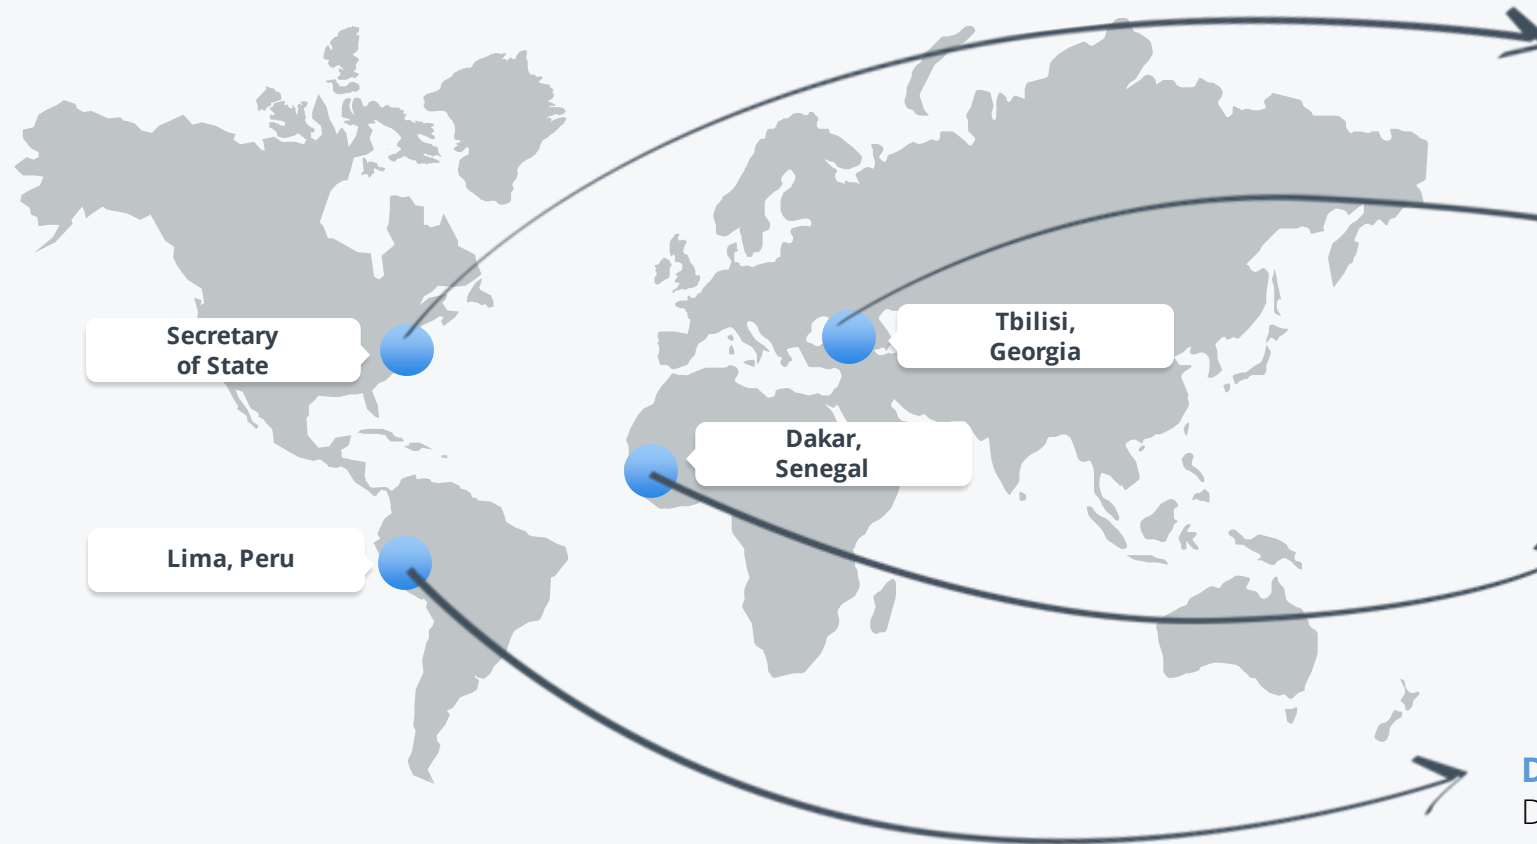 Secretary
of State
Tbilisi,
Georgia
Dakar,
Senegal
Lima, Peru
D
D